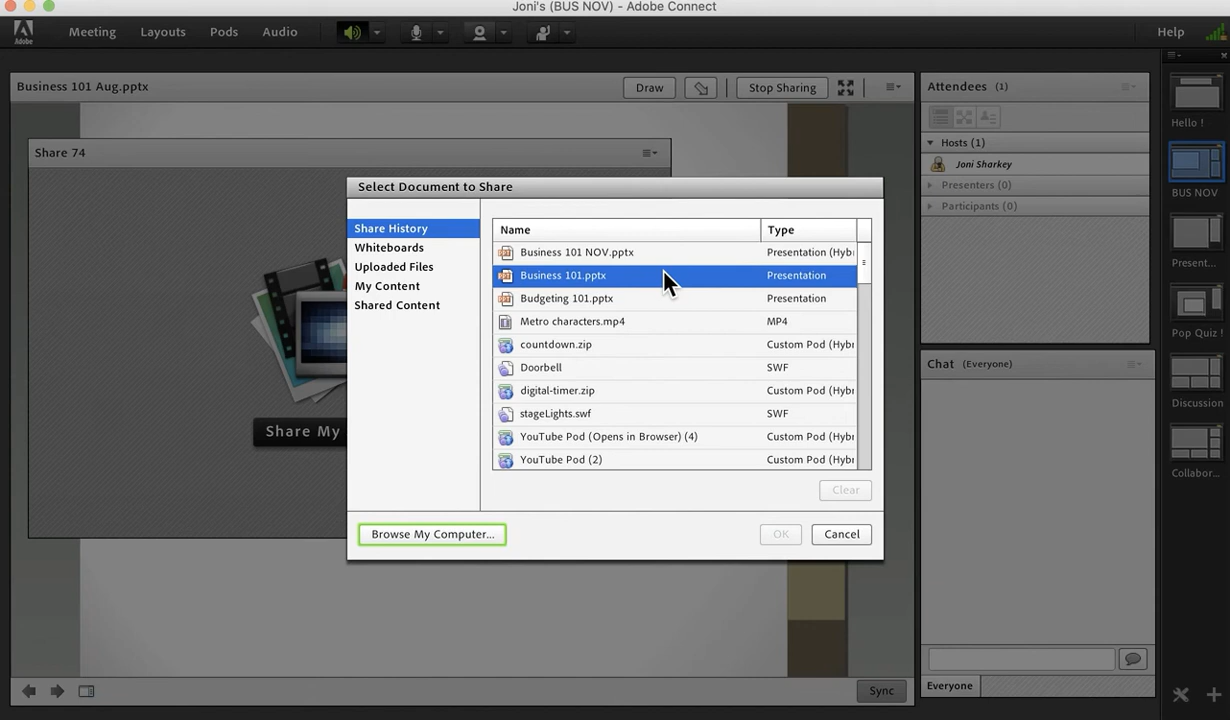 Joni's (BUS NOV) - Adobe Connect
Adobe
Meeting Layouts Pods Audio Help
Business 101 Aug.pptx
Draw
Stop Sharing
Share 74
Share My
Select Document to Share
Share History
Whiteboards
Uploaded Files
My Content
Shared Content
Name Type
Business 101 NOV.pptx Presentation (Hybr
Business 101.pptx Presentation
Budgeting 101.pptx Presentation
Metro characters.mp4 MP4
countdown.zip Custom Pod (Hybr
Doorbell SWF
digital-timer.zip Custom Pod (Hybr
stageLights.swf SWF
YouTube Pod (Opens in Browser) (4) Custom Pod (Hybr
YouTube Pod (2) Custom Pod (Hybr
Clear
Browse My Computer...
OK
Cancel
Sync
Attendees (1)
Hosts (1)
Joni Sharkey
Presenters (0)
Participants (0)
Chat (Everyone)
Everyone
Hello !
BUS NOV
Present...
Pop Quiz !
Discussion
Collabor...